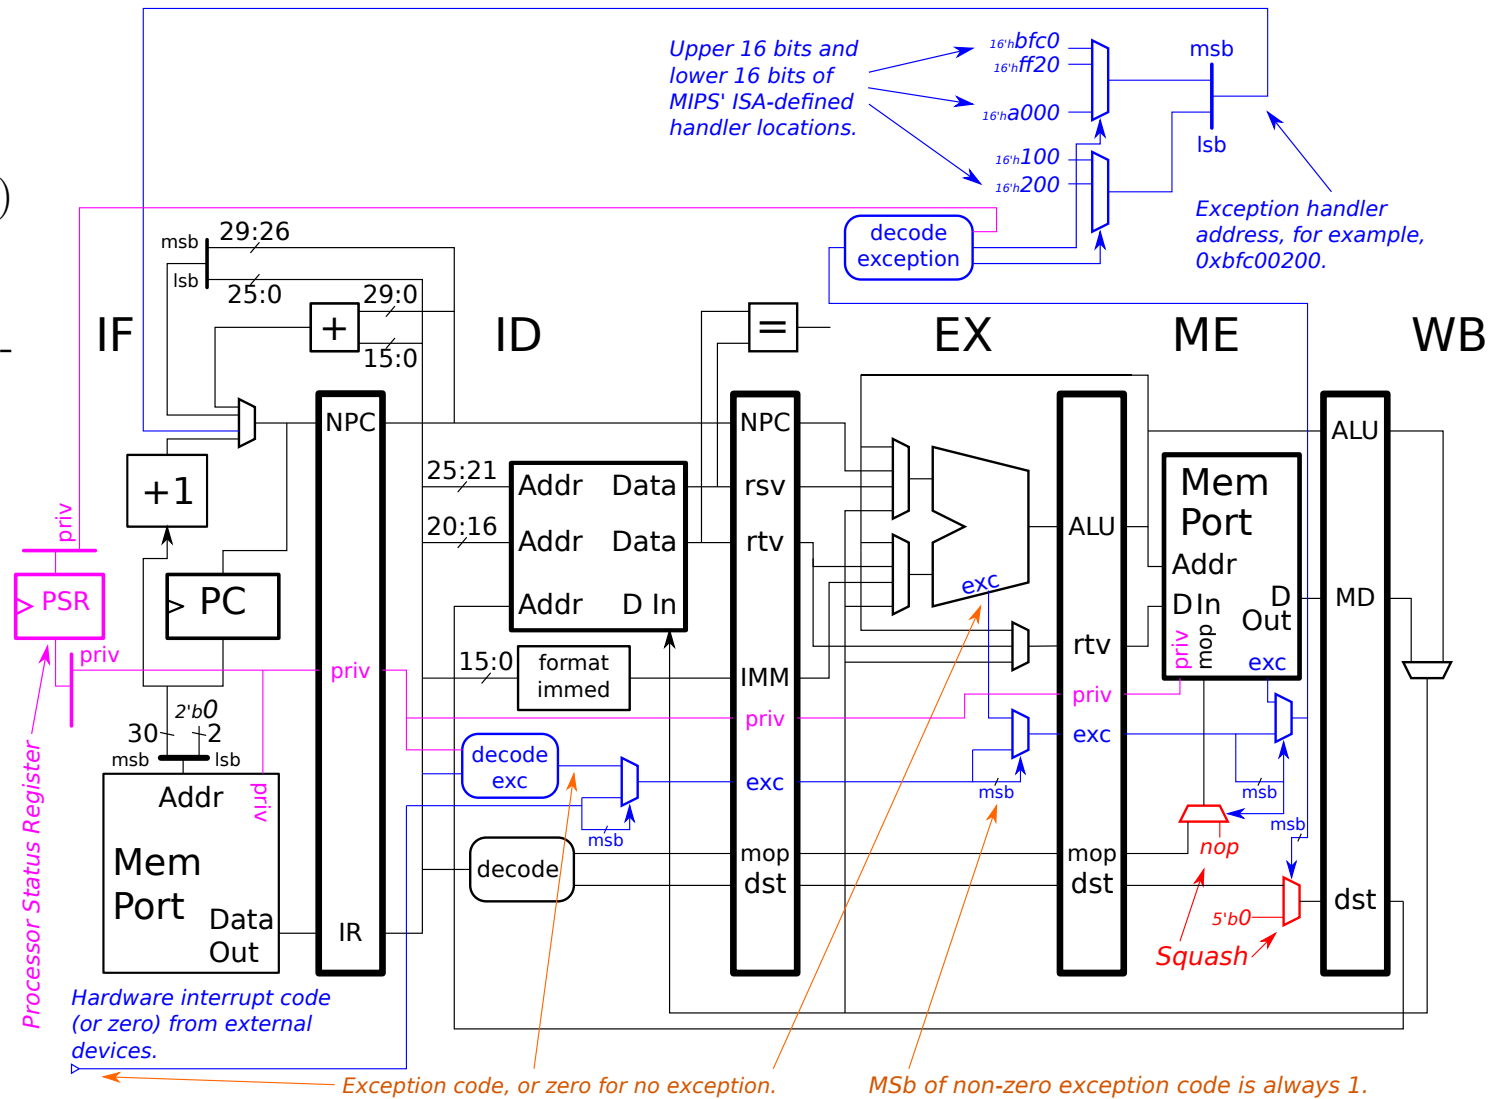 Upper 16 bits and
lower 16 bits of
MIPS' ISA-defined
handler locations.
16'hbfc0
16'hff20
16'ha000
16'h100
16'h200
msb
lsb
)
Exception handler
address, for example,
0xbfc00200.
decode
exception
msb
29:26
lsb
25:0
29:0
15:0
+
=
IF
ID
EX
ME
WB
NPC
NPC
ALU
+1
priv
PSR
PC
priv
priv
25:21
20:16
Addr
Data
Addr
Data
Addr
D In
rsv
rtv
15:0
format
immed
IMM
priv
exc
ALU
rtv
priv
exc
Mem
Port
Addr
D In
D
Out
priv
mop
exc
MD
2'b0
30
2
msb
lsb
Addr
priv
Mem
Port
Data
Out
IR
decode
exc
msb
exc
msb
msb
msb
decode
mop
dst
mop
dst
nop
5'b0
Squash
dst
Processor Status Register
Hardware interrupt code
(or zero) from external
devices.
Exception code, or zero for no exception.
MSb of non-zero exception code is always 1.